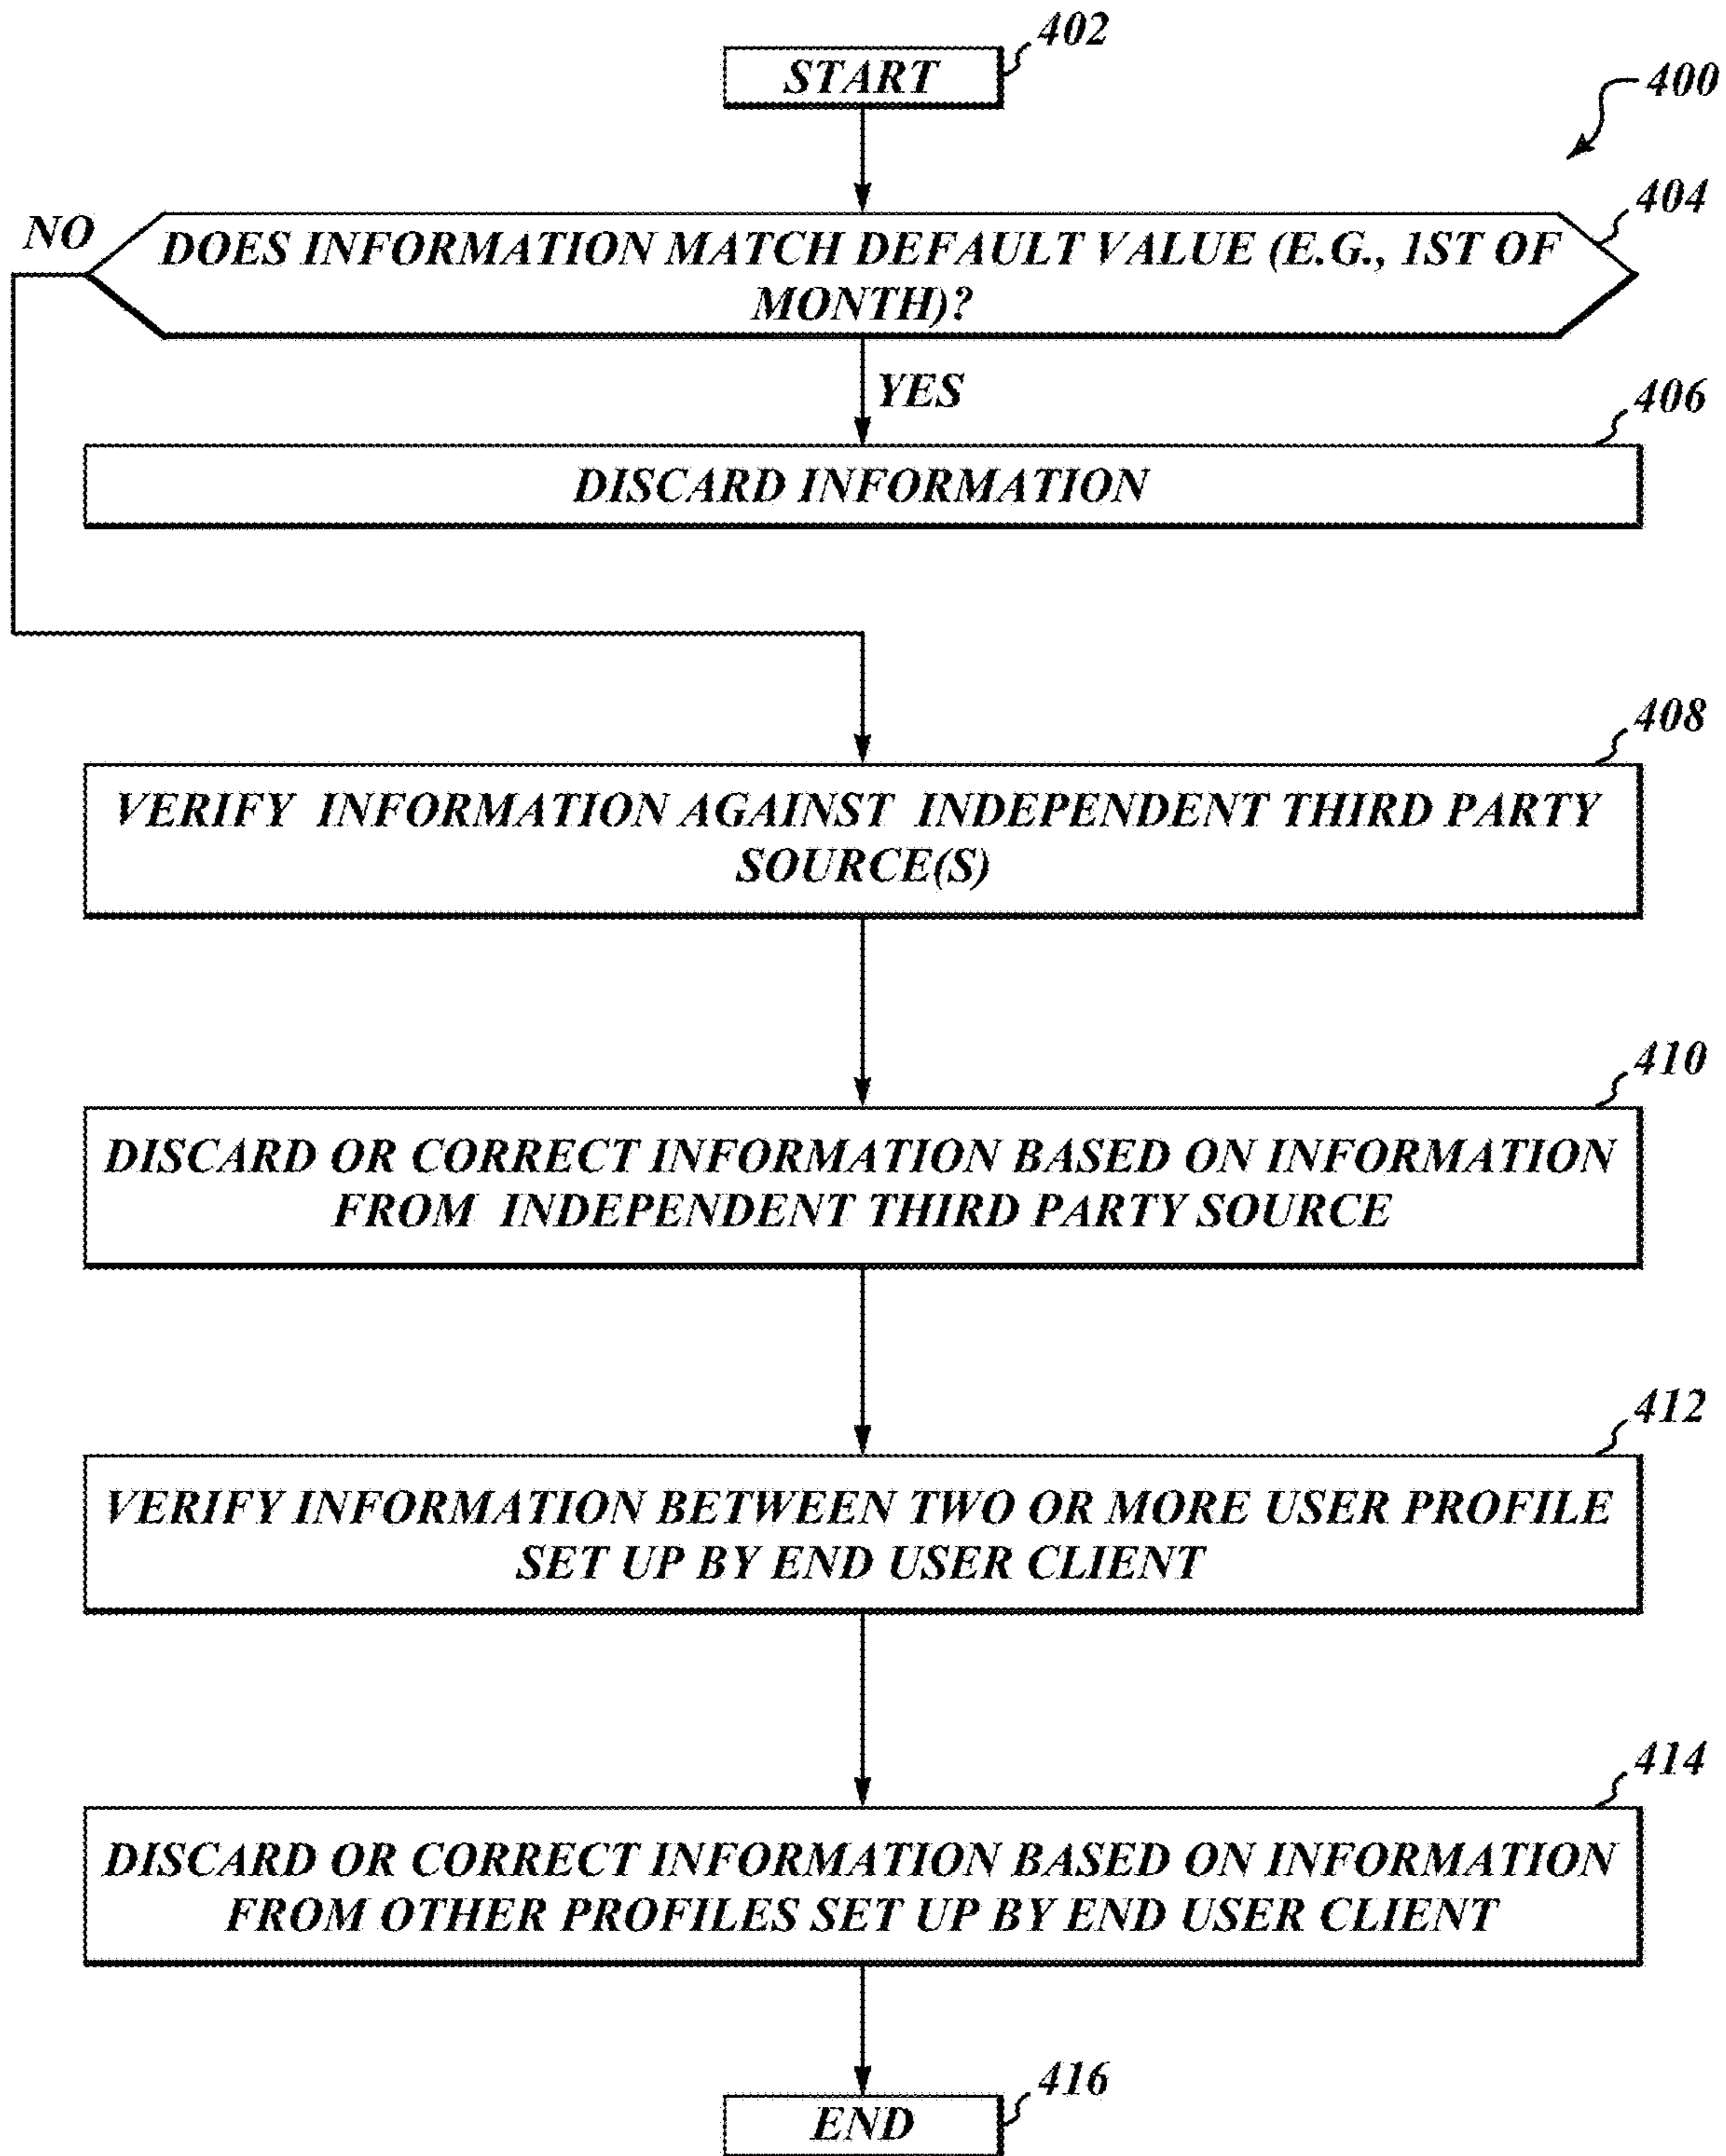 402
START
400
404
NO
DOES INFORMATION MATCH DEFAULT VALUE (E.G., 1ST OF
MONTH)?
YES
406
DISCARD INFORMATION
408
VERIFY INFORMATION AGAINST INDEPENDENT THIRD PARTY
SOURCE(S)
410
DISCARD OR CORRECT INFORMATION BASED ON INFORMATION
FROM INDEPENDENT THIRD PARTY SOURCE
412
VERIFY INFORMATION BETWEEN TWO OR MORE USER PROFILE
SET UP BY END USER CLIENT
414
DISCARD OR CORRECT INFORMATION BASED ON INFORMATION
FROM OTHER PROFILES SET UP BY END USER CLIENT
416
END